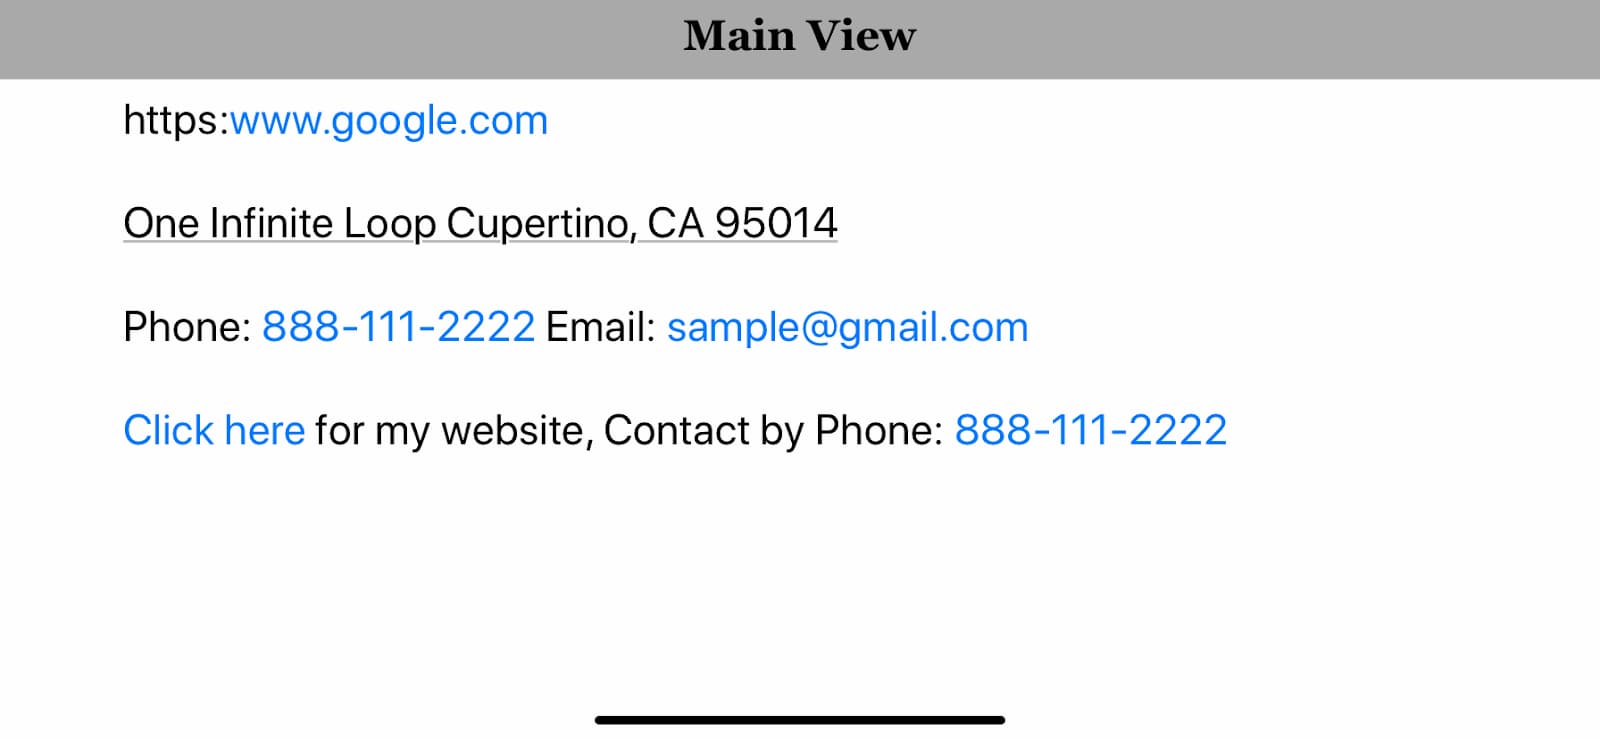 Main View
https:www.google.com
One Infinite Loop Cupertino, CA 95014
Phone: 888-111-2222 Email: sample@gmail.com
Click here for my website, Contact by Phone: 888-111-2222